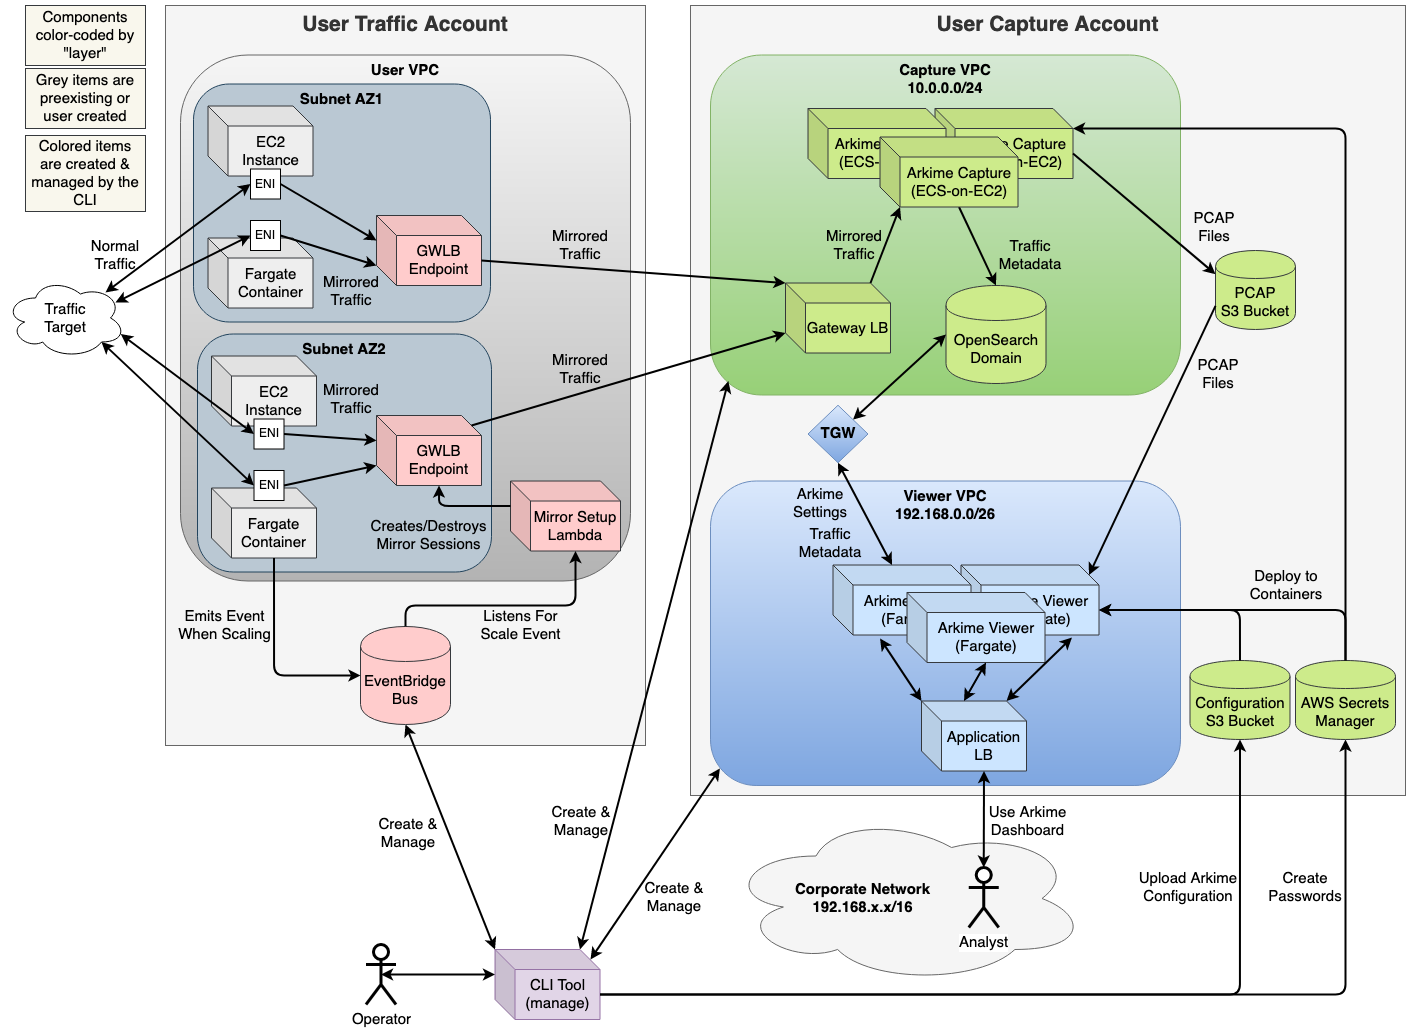 Components
color-coded by
"layer"
Grey items are
preexisting or
user created
Colored items
are created &
managed by the
CLI
User Traffic Account
User VPC
Subnet AZ1
EC2
Instance
ENI
ENI
Fargate
Container
GWLB
Endpoint
Mirrored
Traffic
Normal
Traffic
Traffic
Target
Mirrored
Traffic
Subnet AZ2
EC2
Instance
ENI
Mirrored
Traffic
GWLB
Endpoint
ENI
Fargate
Container
Mirrored
Traffic
Creates/Destroys
Mirror Sessions
Mirror Setup
Lambda
Emits Event
When Scaling
Listens For
Scale Event
EventBridge
Bus
User Capture Account
Capture VPC
10.0.0.0/24
Arkime
(ECS-
Capture
n-EC2)
Arkime Capture
(ECS-on-EC2)
Mirrored
Traffic
Traffic
Metadata
Gateway LB
OpenSearch
Domain
PCAP
Files
PCAP
S3 Bucket
PCAP
Files
TGW
Arkime
Settings
Traffic
Metadata
Viewer VPC
192.168.0.0/26
Arkime
(Far
e Viewer
ate)
Arkime Viewer
(Fargate)
Application
LB
Deploy to
Containers
Configuration
S3 Bucket
AWS Secrets
Manager
Create &
Manage
Create &
Manage
Create &
Manage
Use Arkime
Dashboard
Corporate Network
192.168.x.x/16
Analyst
Upload Arkime
Configuration
Create
Passwords
CLI Tool
(manage)
Operator